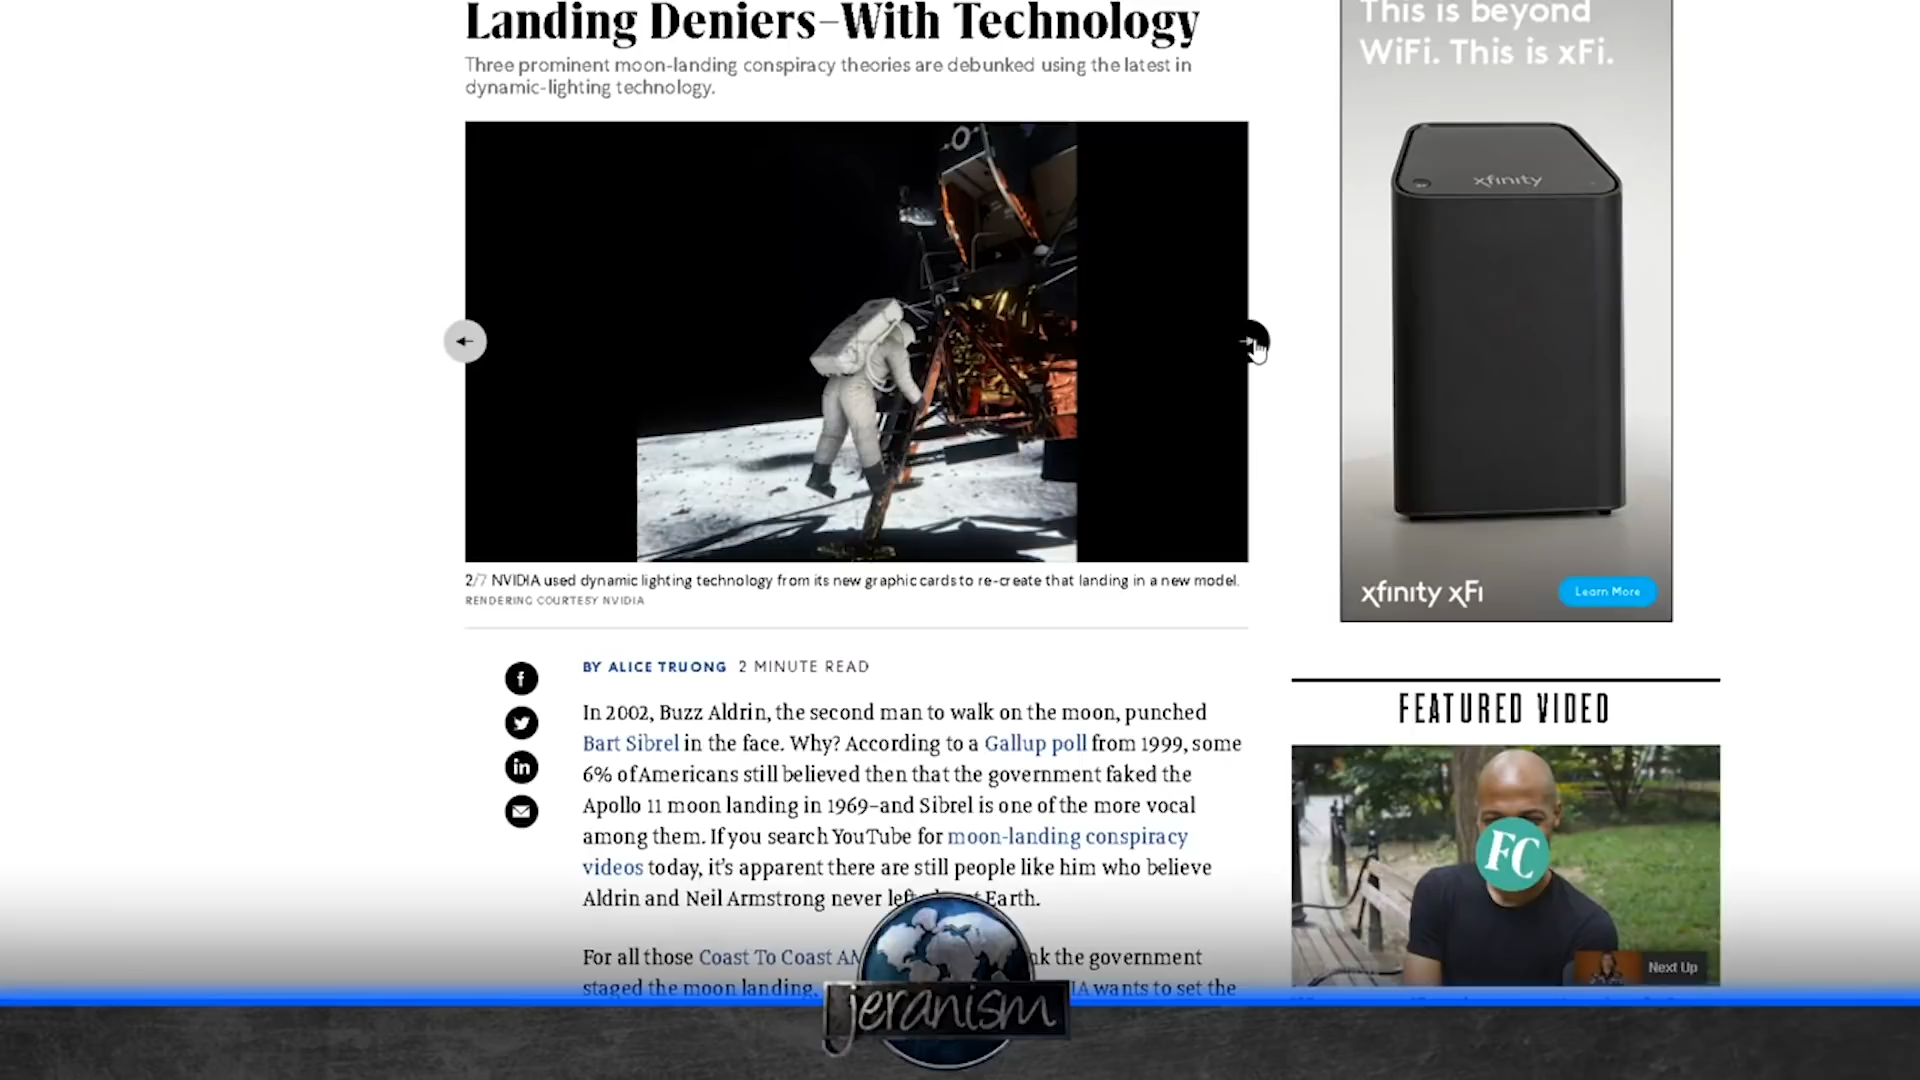 Landing Deniers–With Technology
Three prominent moon-landing conspiracy theories are debunked using the latest in
dynamic-lighting technology.
2/7 NVIDIA used dynamic lighting technology from its new graphic cards to re-create that landing in a new model.
RENDERING COURTESY NVIDIA
BY ALICE TRUONG 2 MINUTE READ
In 2002, Buzz Aldrin, the second man to walk on the moon, punched
Bart Sibrel in the face. Why? According to a Gallup poll from 1999, some
6% of Americans still believed then that the government faked the
Apollo 11 moon landing in 1969–and Sibrel is one of the more vocal
among them. If you search YouTube for moon-landing conspiracy
videos today, it's apparent there are still people like him who believe
Aldrin and Neil Armstrong never left Earth.
For all those Coast To Coast AM the government
staged the moon landing, wants to set the
This is beyond
WiFi. This is xFi.
xfinity
xfinity xFi
Learn More
FEATURED VIDEO
FC
Next Up
jeranism